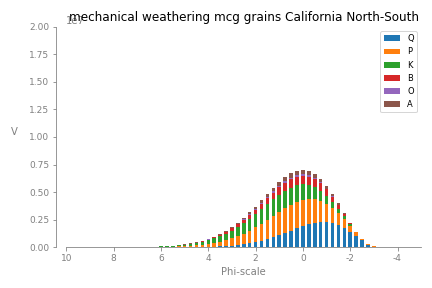 mechanical weathering mcg grains California North-South
1e7
2.00
1.75
1.50
1.25
1.00
0.75
0.50
0.25
0.00
V
Q
P
K
B
O
A
10 8 6 4 2 0 -2 -4
Phi-scale